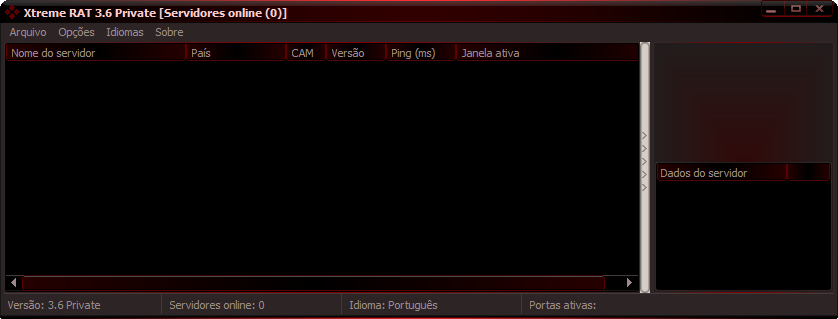 Xtreme RAT 3.6 Private [Servidores online (0)]
Arquivo Opções Idiomas Sobre
Nome do servidor País CAM Versão Ping (ms) Janela ativa
Dados do servidor
Versão: 3.6 Private Servidores online: 0 Idioma: Português Portas ativas: